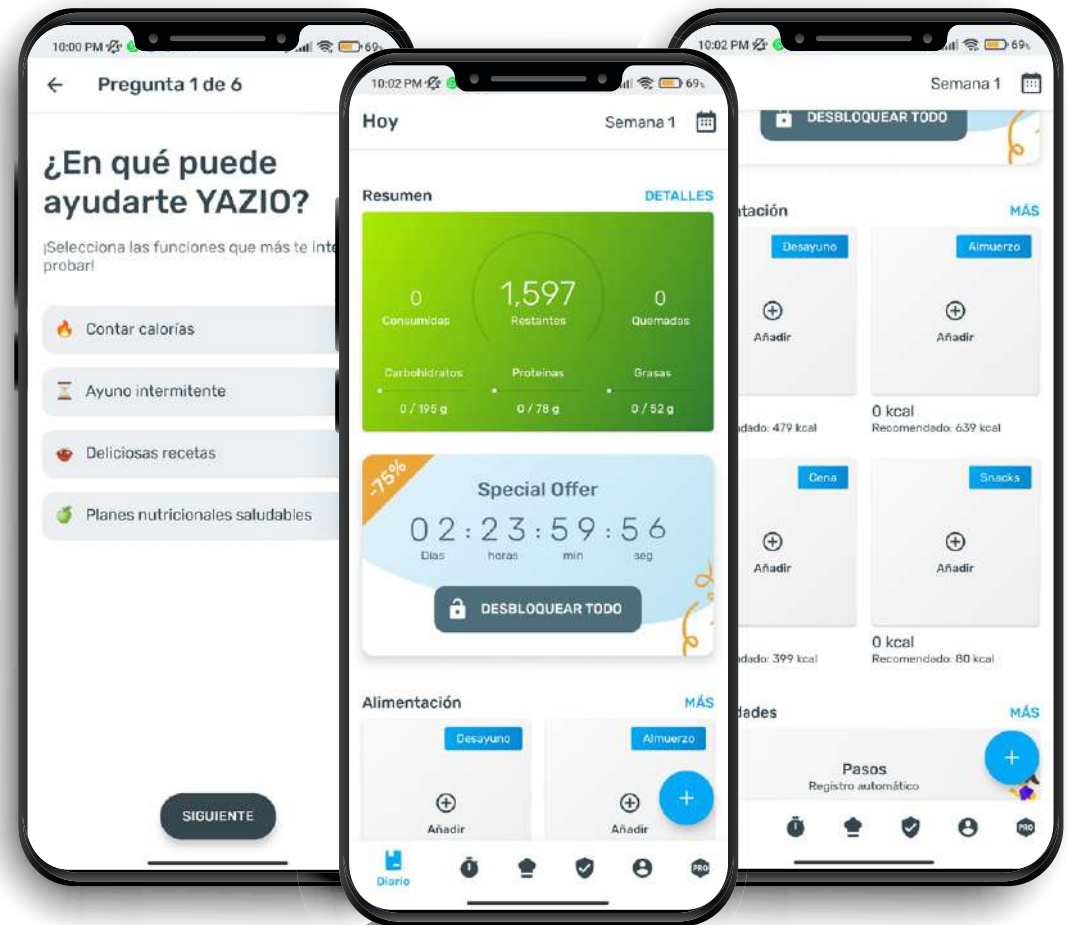 10:00 PM
Pregunta 1 de 6
¿En qué puede
ayudarte YAZIO?
¡Selecciona las funciones que más te inte
probar!
Contar calorías
Ayuno intermitente
Deliciosas recetas
Planes nutricionales saludables
SIGUIENTE
10:02 PM
69
Hoy
Semana 1
Resumen
DETALLES
0
Consumidas
1,597
Restantes
0
Quemadas
Carbohidratos
Proteínas
Grasas
0 / 195 g
0 / 78 g
0 / 52 g
-75%
Special Offer
02 : 23 : 59 : 56
Días horas min seg
DESBLOQUEAR TODO
Alimentación
MÁS
Desayuno
Almuerzo
Añadir
Añadir
Diario
PRO
10:02 PM
69
Semana 1
DESBLOQUEAR TODO
tación
MÁS
Desayuno
Almuerzo
Añadir
Añadir
0 kcal
dado: 479 kcal
Recomendado: 639 kcal
Cena
Snacks
Añadir
Añadir
0 kcal
ndado: 399 kcal
Recomendado: 80 kcal
dades
MÁS
Pasos
Registro automático
PRO